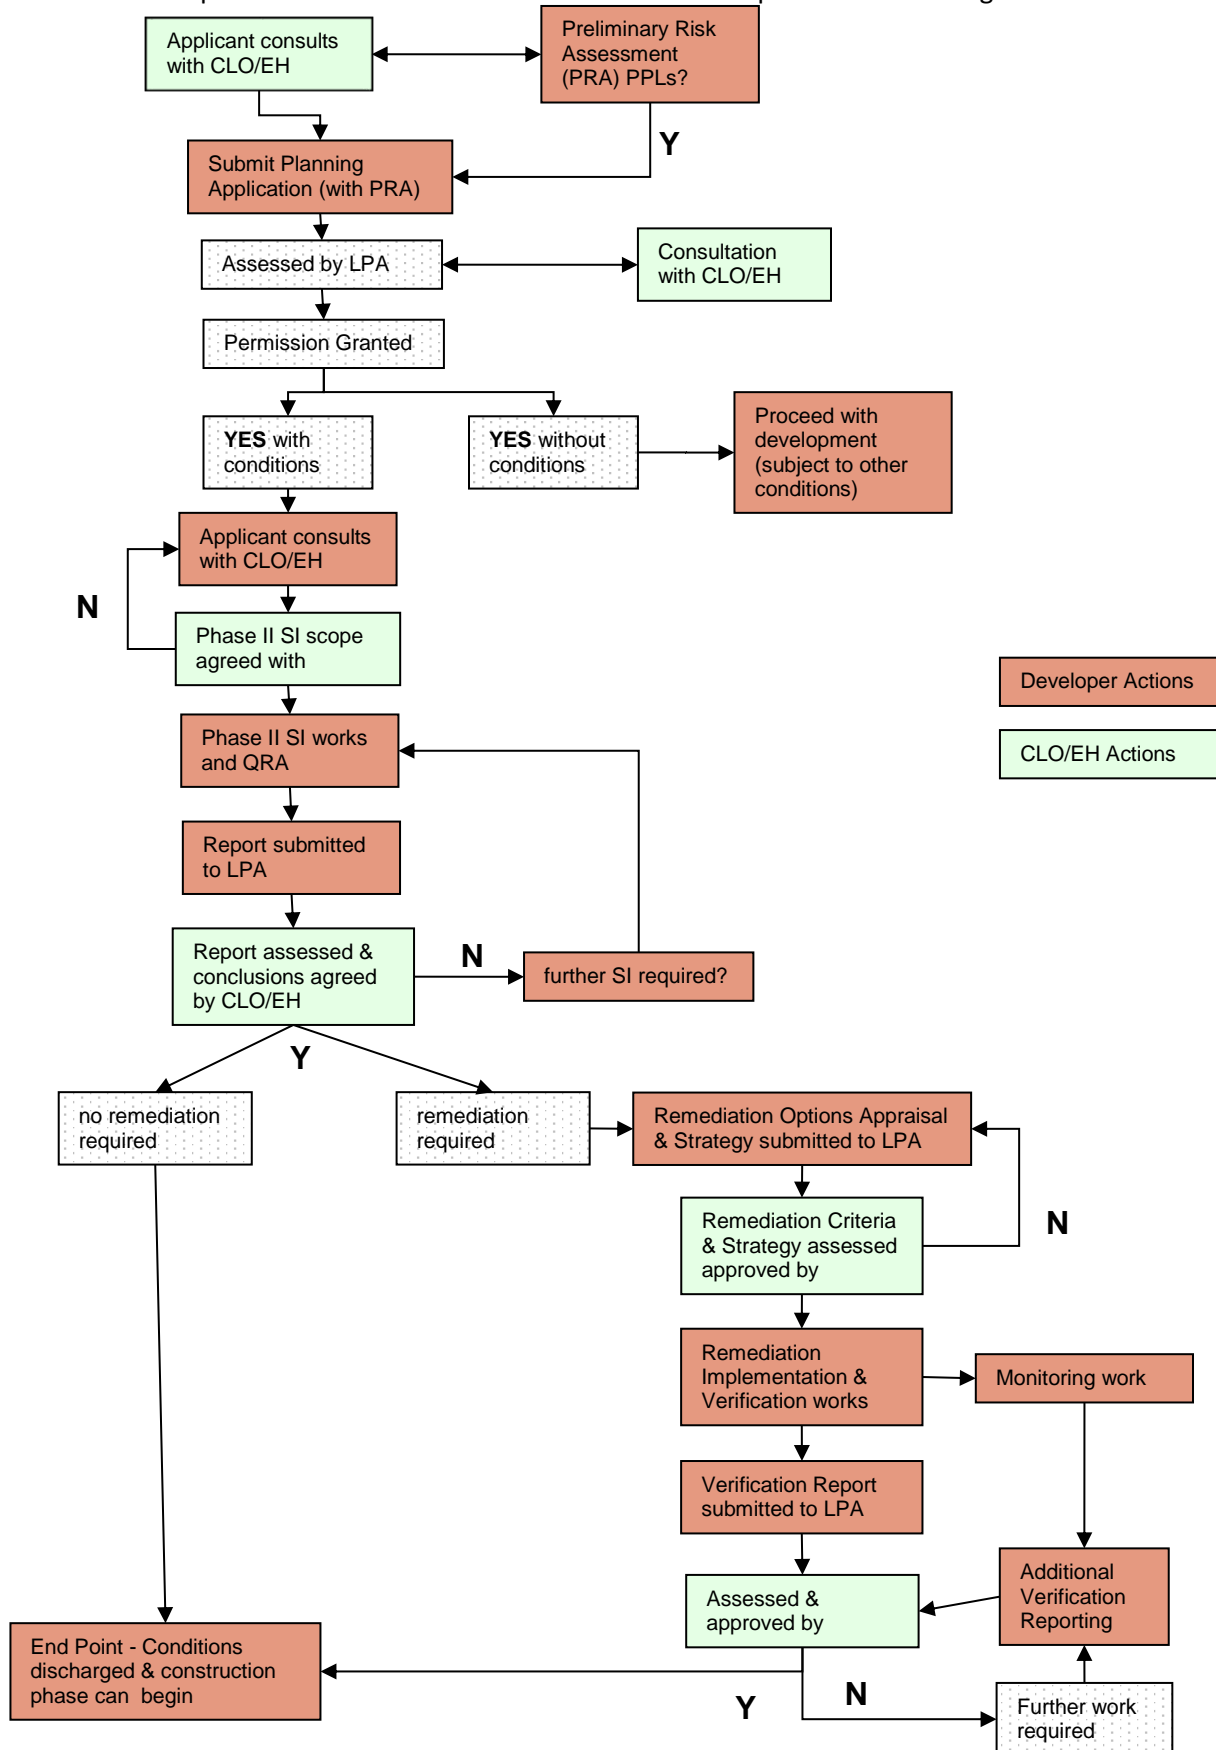 Applicant consults
with CLO/EH
Preliminary Risk
Assessment
(PRA) PPLs?
Y
Submit Planning
Application (with PRA)
Assessed by LPA
Consultation
with CLO/EH
Permission Granted
YES with
conditions
YES without
conditions
Proceed with
development
(subject to other
conditions)
Applicant consults
with CLO/EH
N
Phase II SI scope
agreed with
Developer Actions
Phase II SI works
and QRA
CLO/EH Actions
Report submitted
to LPA
Report assessed &
conclusions agreed
by CLO/EH
N
further SI required?
Y
no remediation
required
remediation
required
Remediation Options Appraisal
& Strategy submitted to LPA
Remediation Criteria
& Strategy assessed
approved by
N
Remediation
Implementation &
Verification works
Monitoring work
Verification Report
submitted to LPA
Additional
Verification
Reporting
Assessed &
approved by
End Point - Conditions
discharged & construction
phase can begin
Y
N
Further work
required